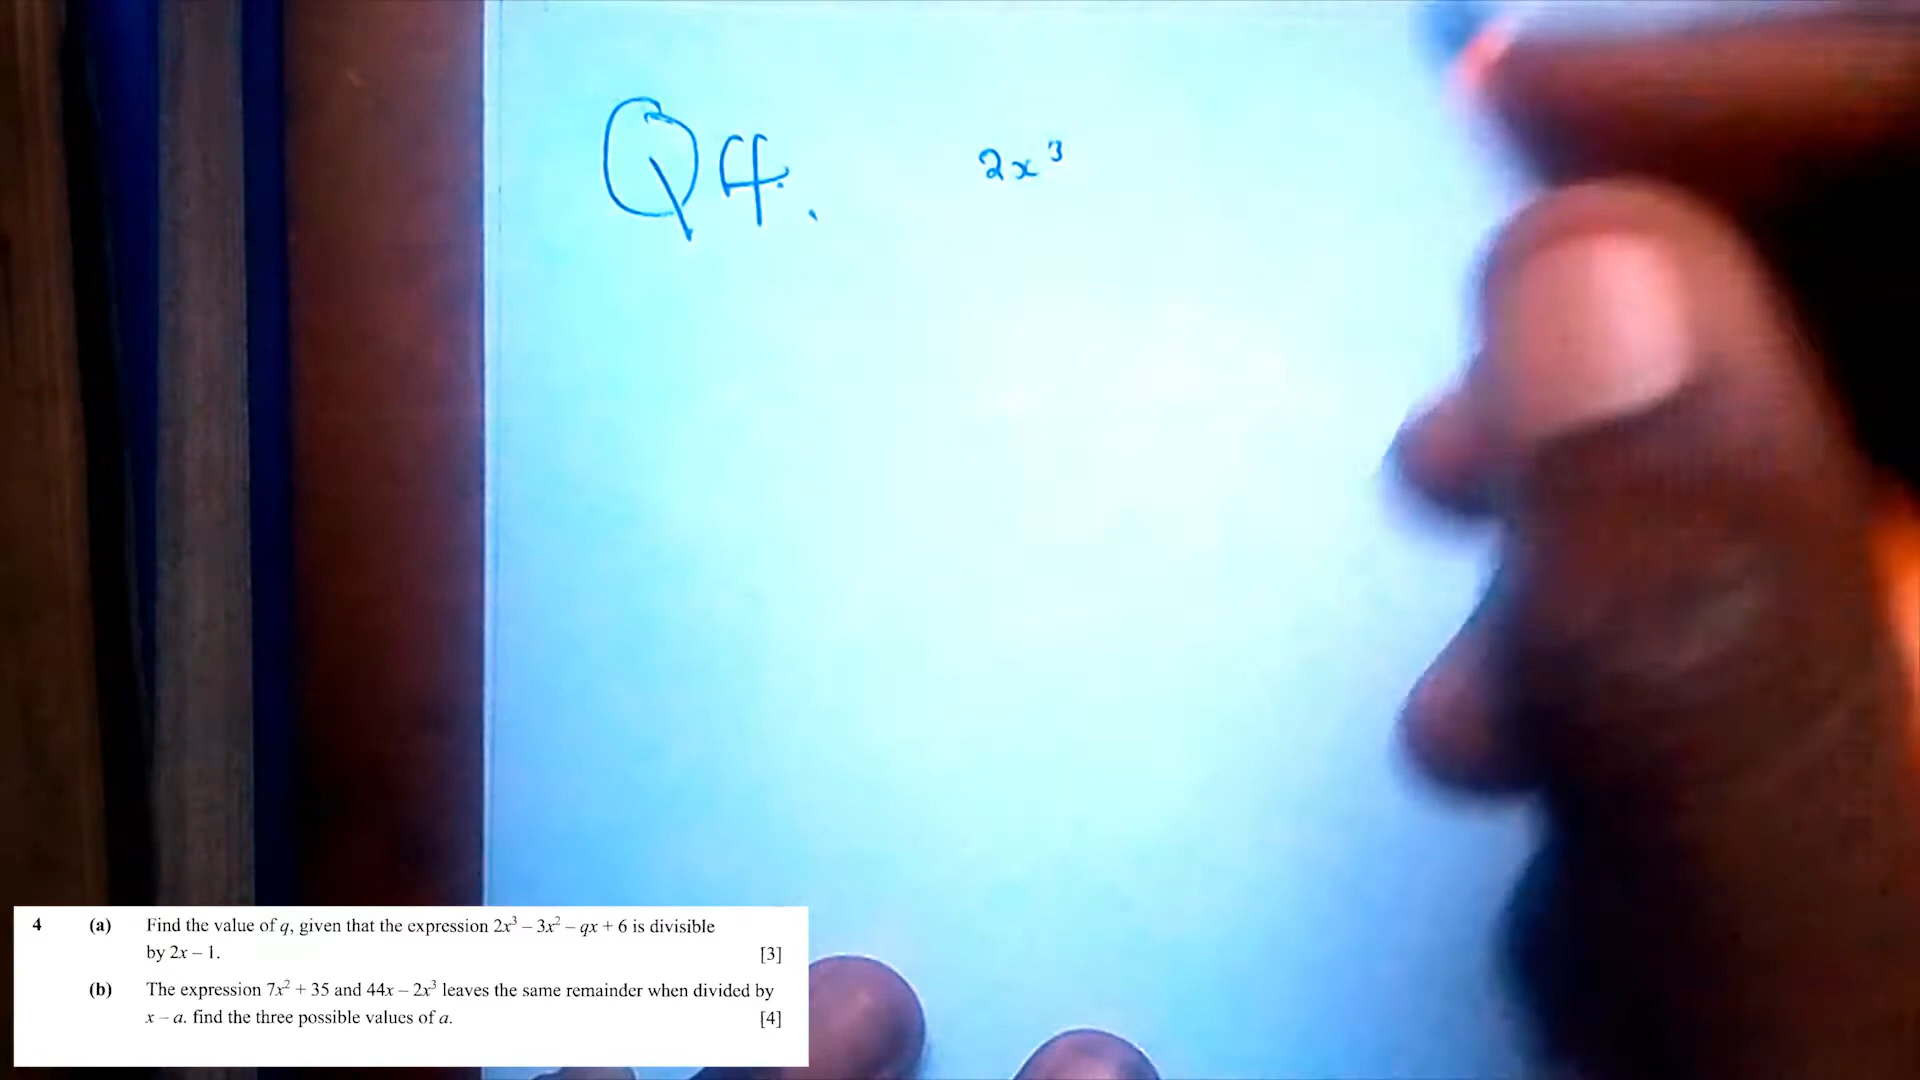 Q4. 2x³
4 (a) Find the value of q, given that the expression 2x³ – 3x² – qx + 6 is divisible
by 2x – 1. [3]
(b) The expression 7x² + 35 and 44x – 2x³ leaves the same remainder when divided by
x – a. find the three possible values of a. [4]